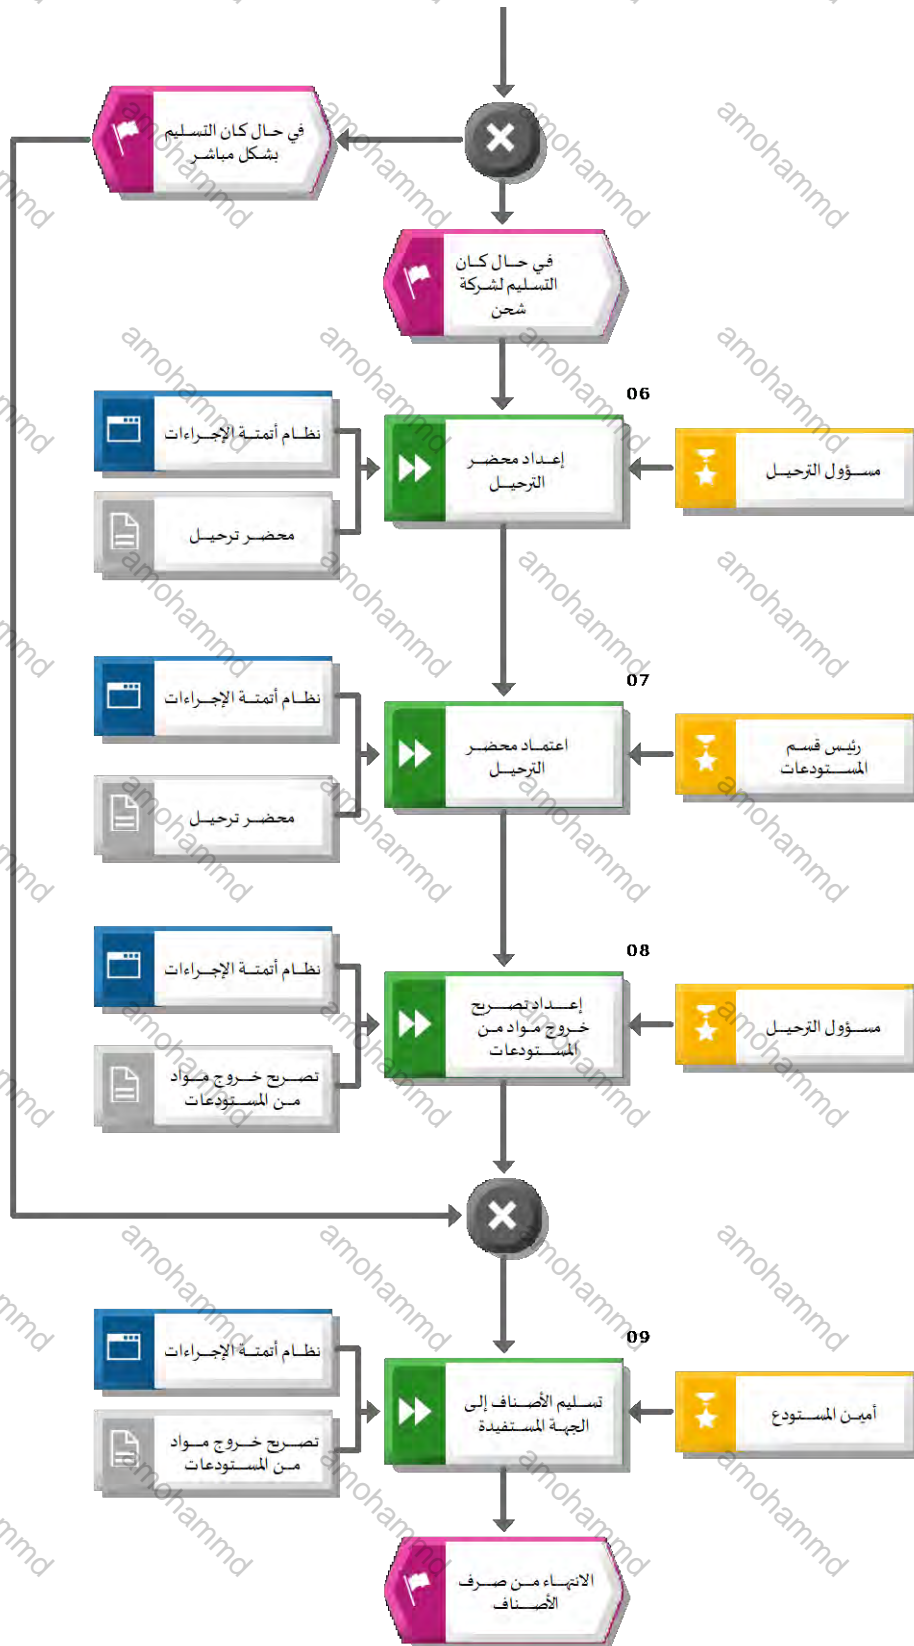 في حال كان التسليم
بشكل مباشر
في حال كان
التسليم لشركة
شحن
06
مسؤول الترحيل
إعداد محضر
الترحيل
نظام أتمتة الإجراءات
محضر ترحيل
07
رئيس قسم
المستودعات
اعتماد محضر
الترحيل
نظام أتمتة الإجراءات
محضر ترحيل
08
مسؤول الترحيل
إعداد تصريح
خروج مواد من
المستودعات
نظام أتمتة الإجراءات
تصريح خروج مواد
من المستودعات
09
أمين المستودع
تسليم الأصناف إلى
الجهة المستفيدة
نظام أتمتة الإجراءات
تصريح خروج مواد
من المستودعات
الانتهاء من صرف
الأصناف
amohammd